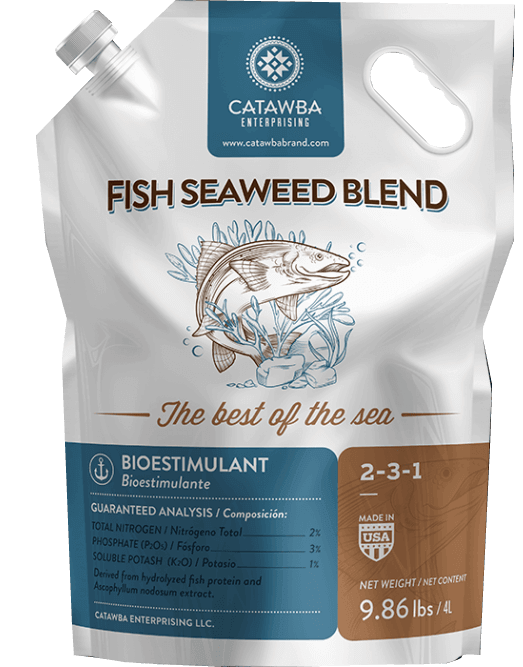 CATAWBA
ENTERPRISING
www.catawbabrand.com
FISH SEAWEED BLEND
The best of the sea
BIOESTIMULANT
Bioestimulante
GUARANTEED ANALYSIS / Composición:
TOTAL NITROGEN / Nitrógeno Total 2%
PHOSPHATE (P₂O₅) / Fósforo 3%
SOLUBLE POTASH (K₂O) / Potasio 1%
Derived from hydrolyzed fish protein and
Ascophyllum nodosum extract.
CATAWBA ENTERPRISING LLC.
2-3-1
MADE IN
USA
NET WEIGHT / NET CONTENT
9.86 lbs / 4L